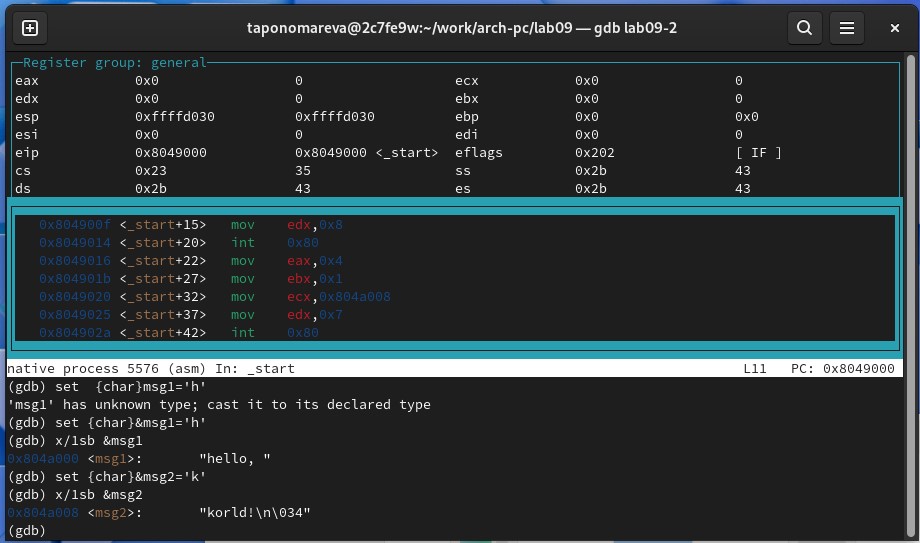 taponomareva@2c7fe9w:~/work/arch-pc/lab09 — gdb lab09-2
Register group: general
eax 0x0 0 ecx 0x0 0
edx 0x0 0 ebx 0x0 0
esp 0xffffd030 0xffffd030 ebp 0x0 0x0
esi 0x0 0 edi 0x0 0
eip 0x8049000 0x8049000 <_start> eflags 0x202 [ IF ]
cs 0x23 35 ss 0x2b 43
ds 0x2b 43 es 0x2b 43
0x804900f <_start+15> mov edx,0x8
0x8049014 <_start+20> int 0x80
0x8049016 <_start+22> mov eax,0x4
0x804901b <_start+27> mov ebx,0x1
0x8049020 <_start+32> mov ecx,0x804a008
0x8049025 <_start+37> mov edx,0x7
0x804902a <_start+42> int 0x80
native process 5576 (asm) In: _start L11 PC: 0x8049000
(gdb) set  {char}msg1='h'
'msg1' has unknown type; cast it to its declared type
(gdb) set {char}&msg1='h'
(gdb) x/1sb &msg1
0x804a000 <msg1>: "hello, "
(gdb) set {char}&msg2='k'
(gdb) x/1sb &msg2
0x804a008 <msg2>: "korld!\n\034"
(gdb)